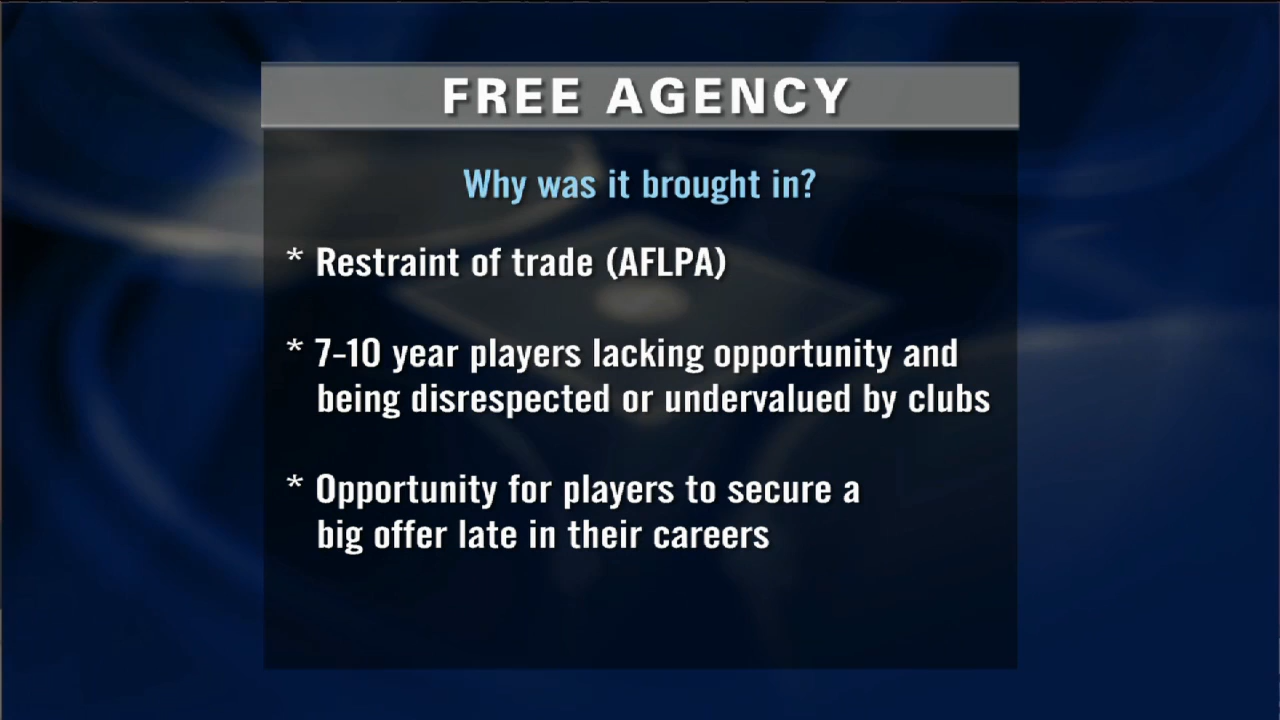 FREE AGENCY
Why was it brought in?
* Restraint of trade (AFLPA)
* 7-10 year players lacking opportunity and
being disrespected or undervalued by clubs
* Opportunity for players to secure a
big offer late in their careers